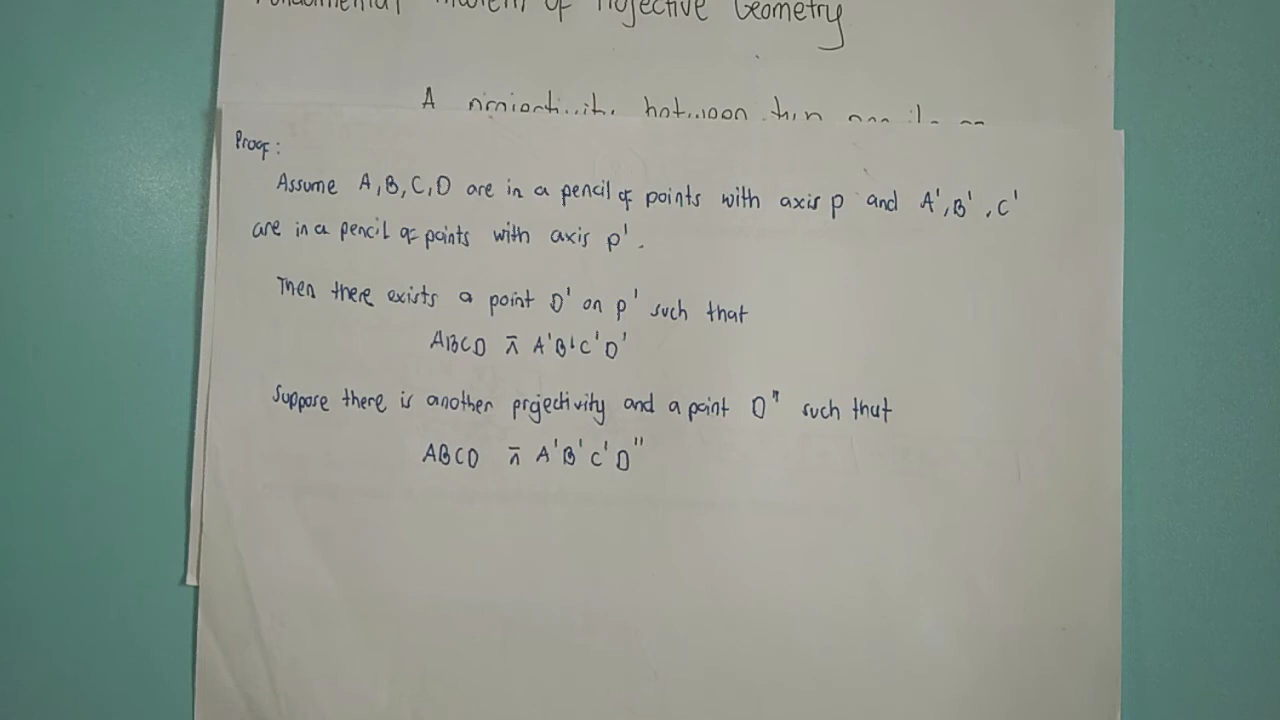 Theorem of Projective Geometry
A
Proof:
Assume A,B,C,D are in a pencil of points with axis p and A',B',C'
are in a pencil of points with axis p'.
Then there exists a point D' on p' such that
ABCD ⊼ A'B'C'D'
Suppose there is another projectivity and a point D" such that
ABCD ⊼ A'B'C'D"